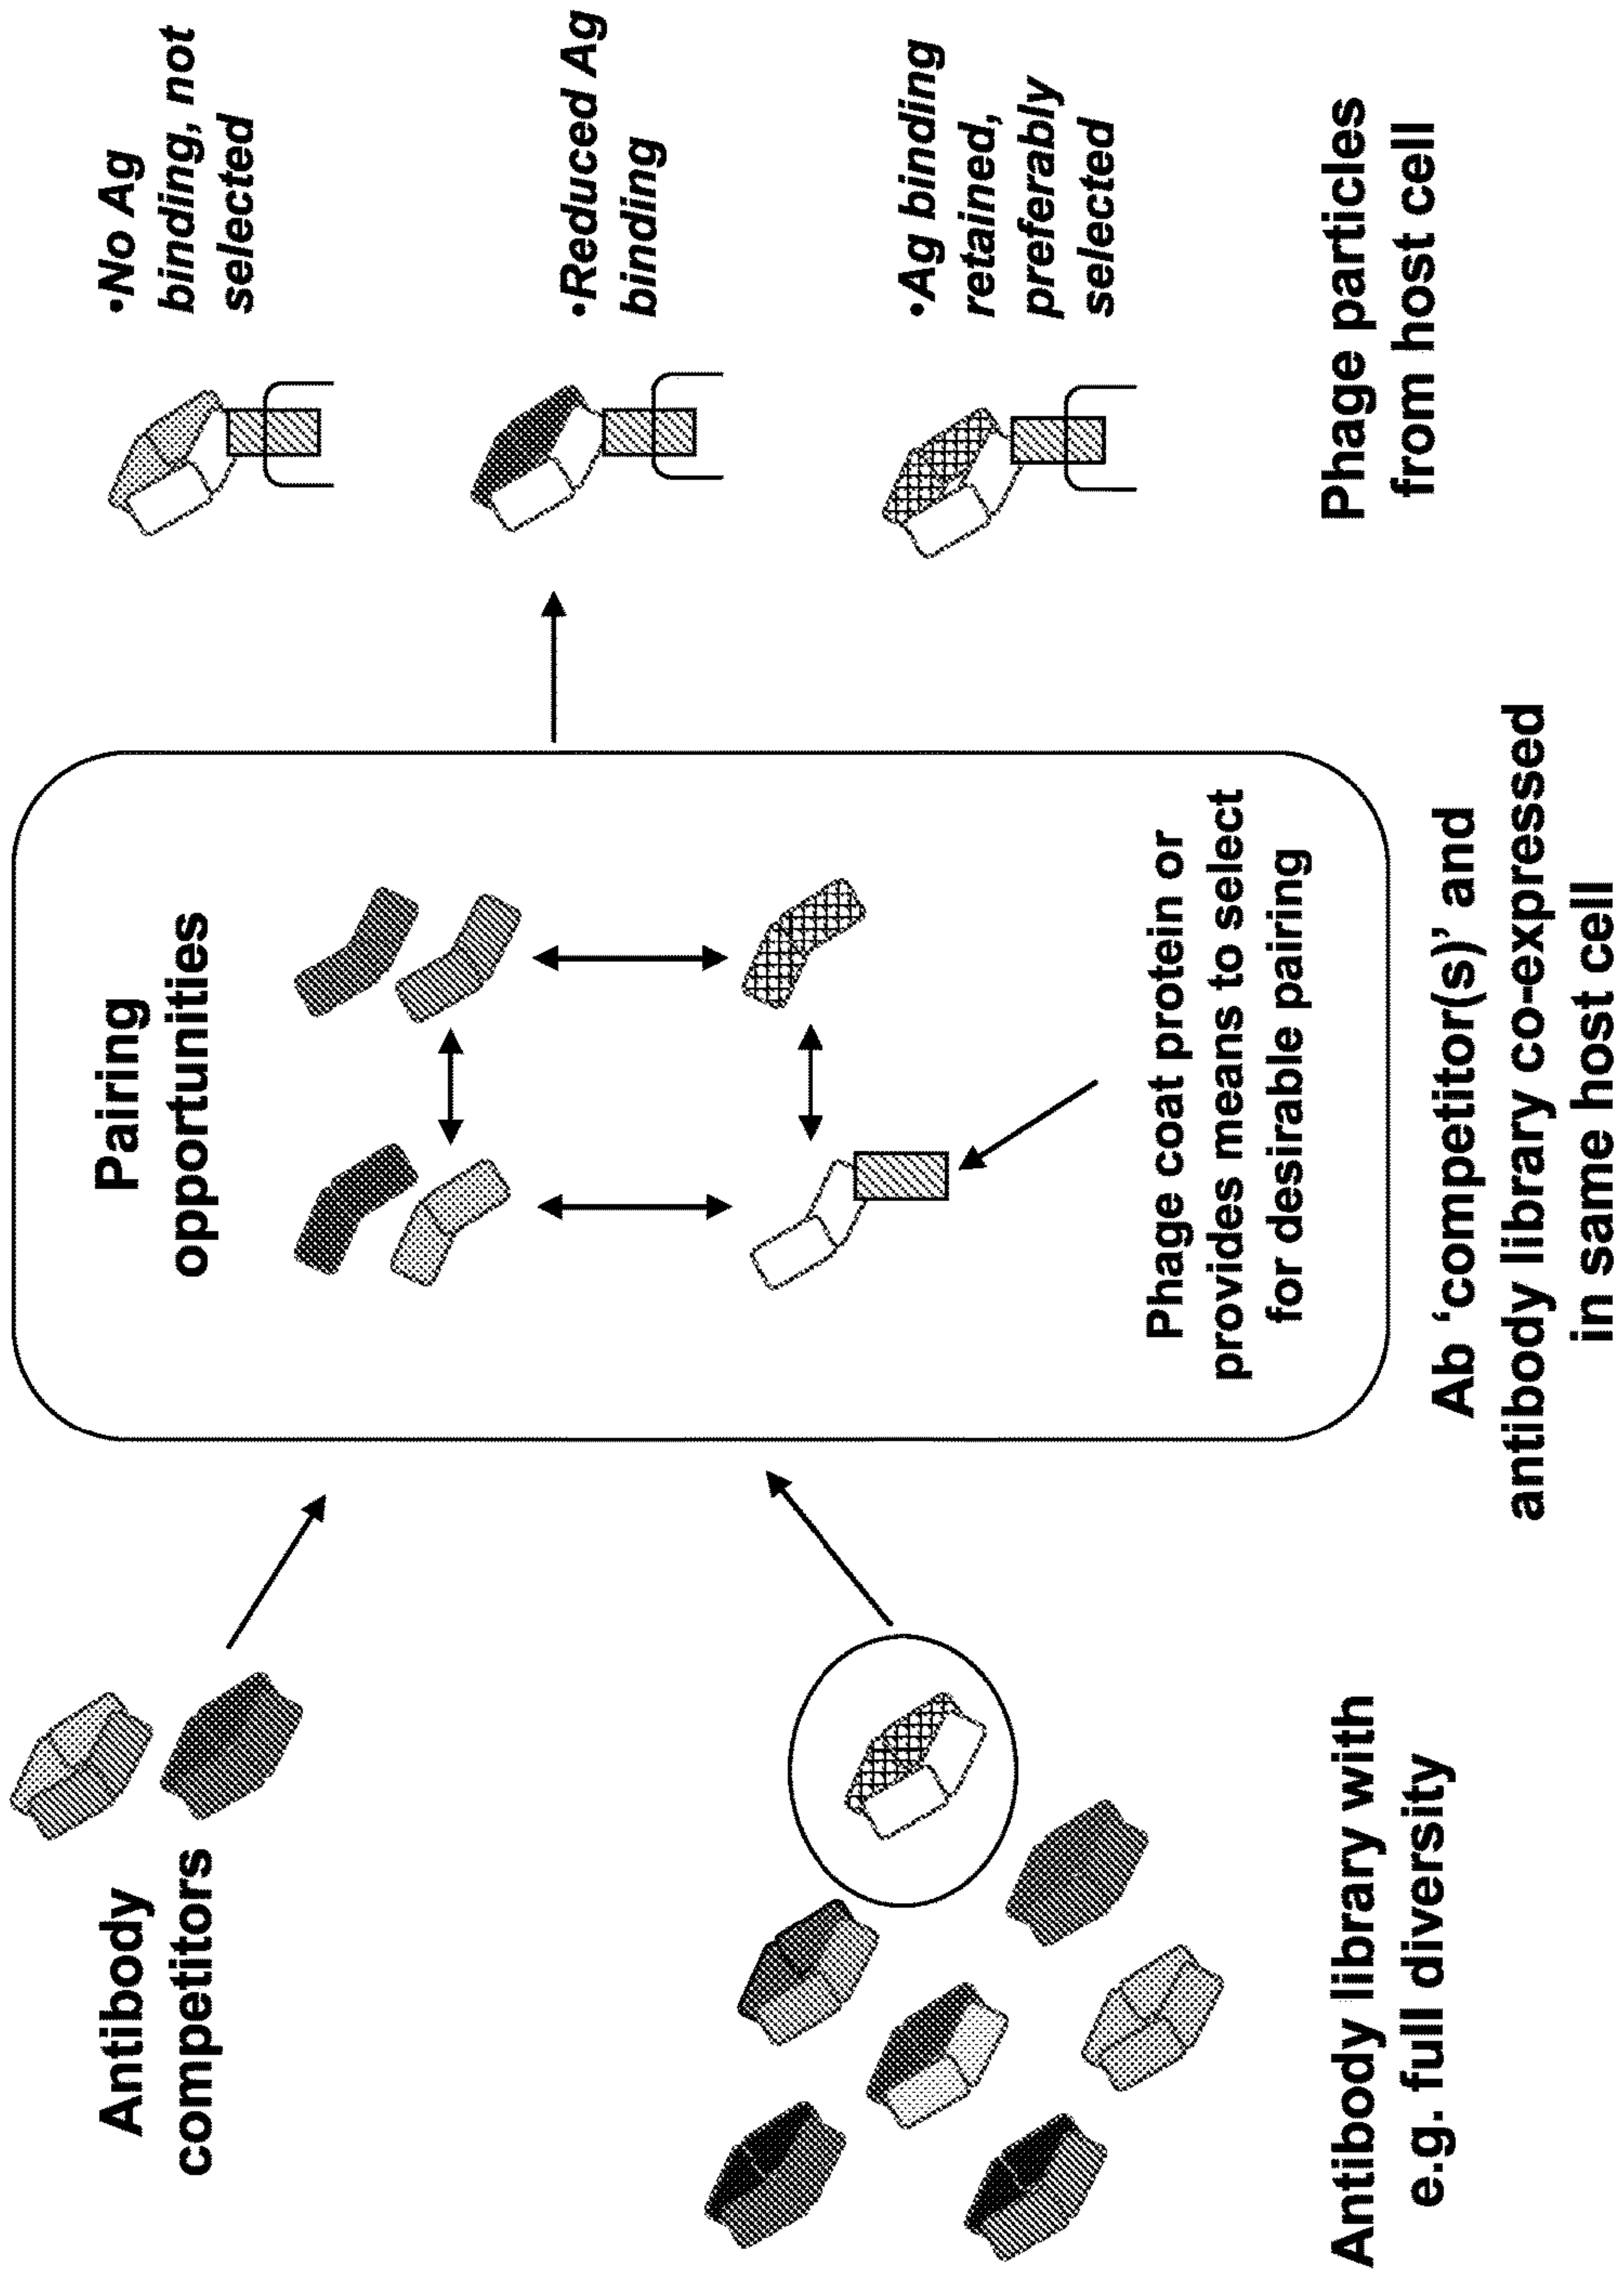 Antibody
competitors
Antibody library with
e.g. full diversity
Pairing
opportunities
Phage coat protein or
provides means to select
for desirable pairing
Ab ‘competitor(s)’ and
antibody library co-expressed
in same host cell
•No Ag
binding, not
selected
•Reduced Ag
binding
•Ag binding
retained,
preferably
selected
Phage particles
from host cell